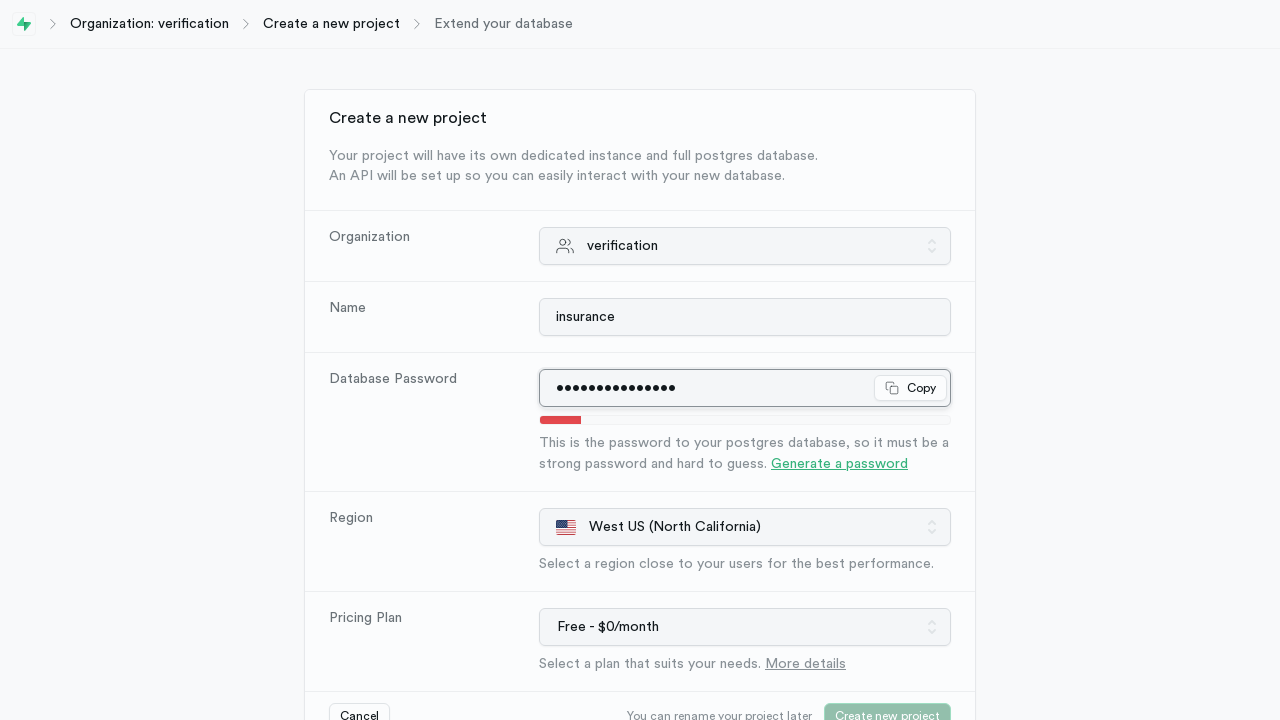 Organization: verification
Create a new project
Extend your database
Create a new project
Your project will have its own dedicated instance and full postgres database.
An API will be set up so you can easily interact with your new database.
Organization
verification
Name
insurance
Database Password
•••••••••••••••
Copy
This is the password to your postgres database, so it must be a
strong password and hard to guess. Generate a password
Region
West US (North California)
Select a region close to your users for the best performance.
Pricing Plan
Free - $0/month
Select a plan that suits your needs. More details
Cancel
You can rename your project later
Create new project